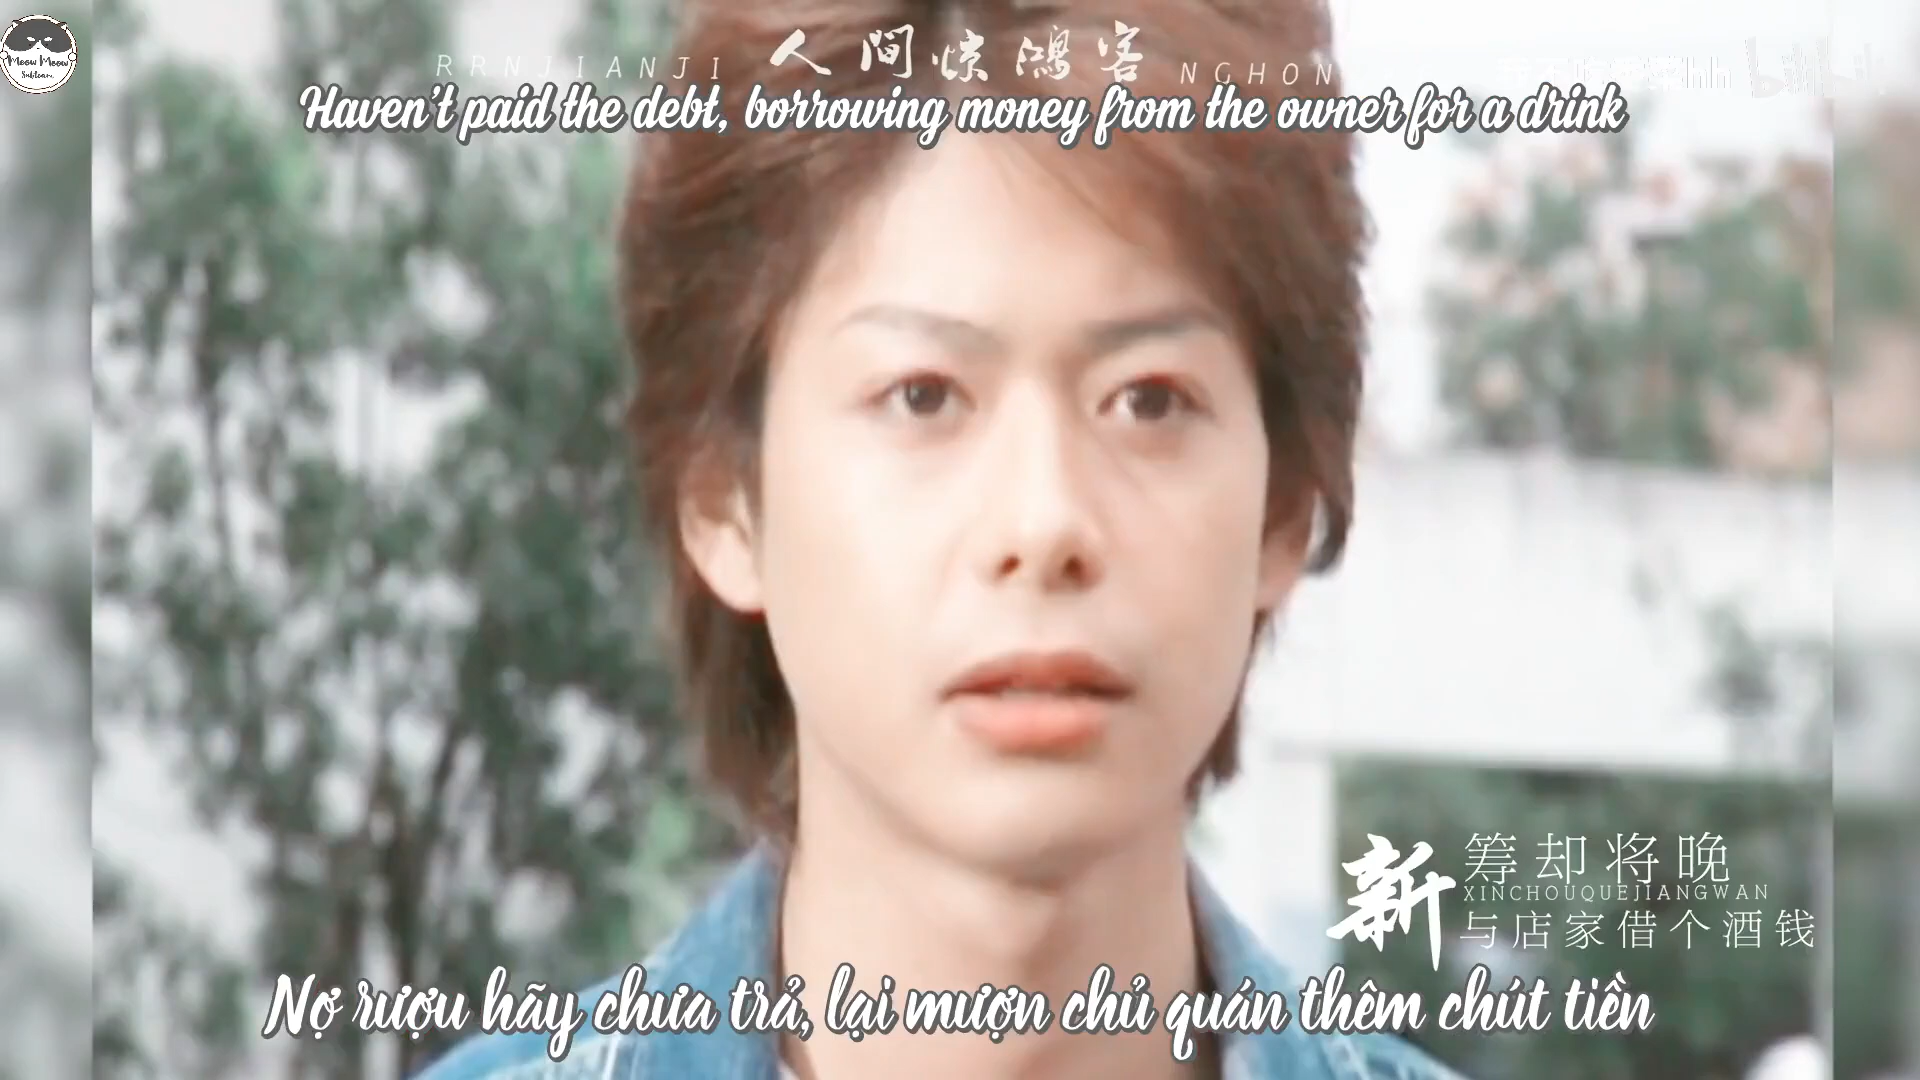 Meow Meow
Subteam
人間惊鴻客
RRNJIANJI NGHON
bilibili
Haven't paid the debt, borrowing money from the owner for a drink
新筹却将晚
XINCHOUQUEJIANGWAN
与店家借个酒钱
Nợ rượu hãy chưa trả, lại mượn chủ quán thêm chút tiền